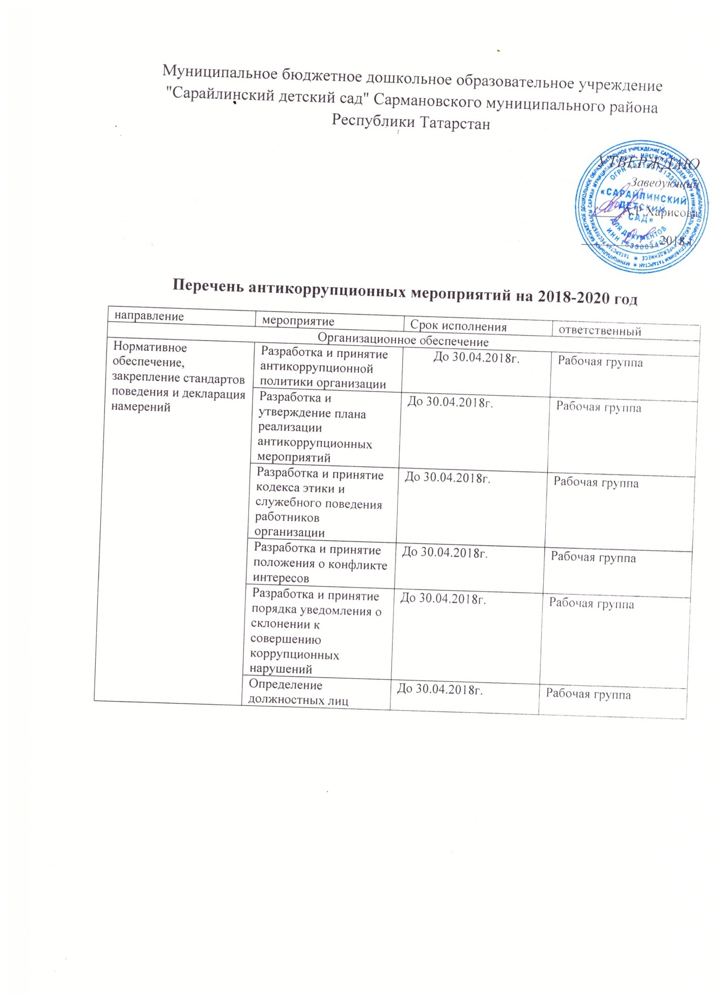 Муниципальное бюджетное дошкольное образовательное учреждение
"Сарайлинский детский сад" Сармановского муниципального района
Республики Татарстан
УТВЕРЖДАЮ
Заведующий
А.Р.Харисова
2018 г.
«САРАЙЛИНСКИЙ
ДЕТСКИЙ
САД»
ДЛЯ ДОКУМЕНТОВ
Перечень антикоррупционных мероприятий на 2018-2020 год
направление мероприятие Срок исполнения ответственный
Организационное обеспечение
Нормативное
обеспечение,
закрепление стандартов
поведения и декларация
намерений
Разработка и принятие
антикоррупционной
политики организации
До 30.04.2018г.
Рабочая группа
Разработка и
утверждение плана
реализации
антикоррупционных
мероприятий
До 30.04.2018г.
Рабочая группа
Разработка и принятие
кодекса этики и
служебного поведения
работников
организации
До 30.04.2018г.
Рабочая группа
Разработка и принятие
положения о конфликте
интересов
До 30.04.2018г.
Рабочая группа
Разработка и принятие
порядка уведомления о
склонении к
совершению
коррупционных
нарушений
До 30.04.2018г.
Рабочая группа
Определение
должностных лиц
До 30.04.2018г.
Рабочая группа